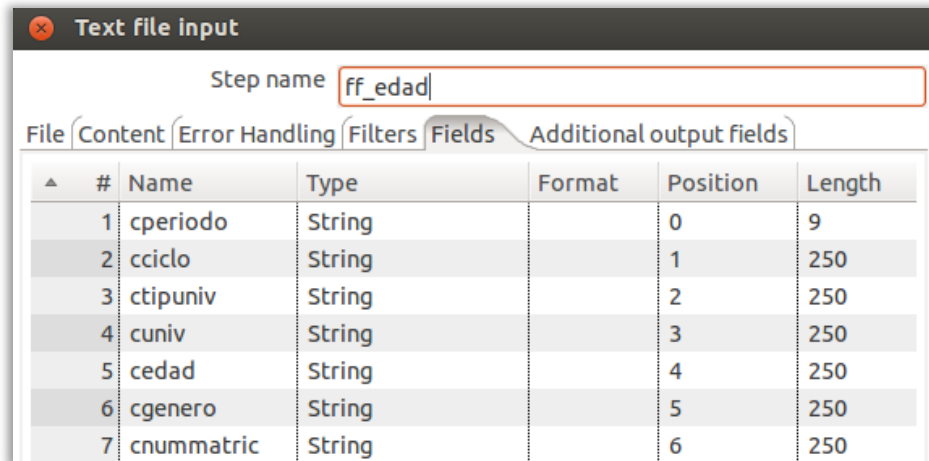 Text file input
Step name ff_edad
File Content Error Handling Filters Fields Additional output fields
# Name Type Format Position Length
1 cperiodo String 0 9
2 cciclo String 1 250
3 ctipuniv String 2 250
4 cuniv String 3 250
5 cedad String 4 250
6 cgenero String 5 250
7 cnummatric String 6 250